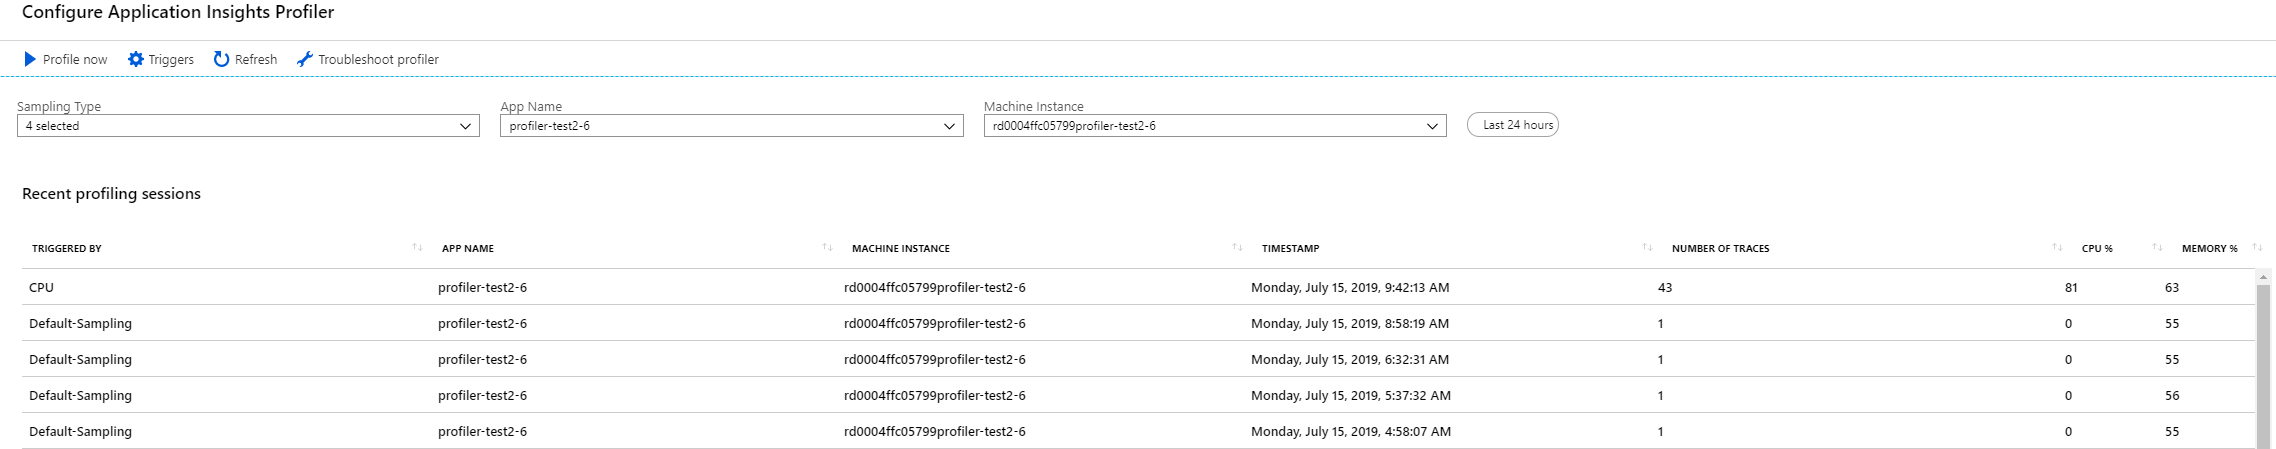 Configure Application Insights Profiler
Profile now Triggers Refresh Troubleshoot profiler
Sampling Type App Name Machine Instance
4 selected profiler-test2-6 rd0004ffc05799profiler-test2-6 Last 24 hours
Recent profiling sessions
TRIGGERED BY APP NAME MACHINE INSTANCE TIMESTAMP NUMBER OF TRACES CPU % MEMORY %
CPU profiler-test2-6 rd0004ffc05799profiler-test2-6 Monday, July 15, 2019, 9:42:13 AM 43 81 63
Default-Sampling profiler-test2-6 rd0004ffc05799profiler-test2-6 Monday, July 15, 2019, 8:58:19 AM 1 0 55
Default-Sampling profiler-test2-6 rd0004ffc05799profiler-test2-6 Monday, July 15, 2019, 6:32:31 AM 1 0 55
Default-Sampling profiler-test2-6 rd0004ffc05799profiler-test2-6 Monday, July 15, 2019, 5:37:32 AM 1 0 56
Default-Sampling profiler-test2-6 rd0004ffc05799profiler-test2-6 Monday, July 15, 2019, 4:58:07 AM 1 0 55